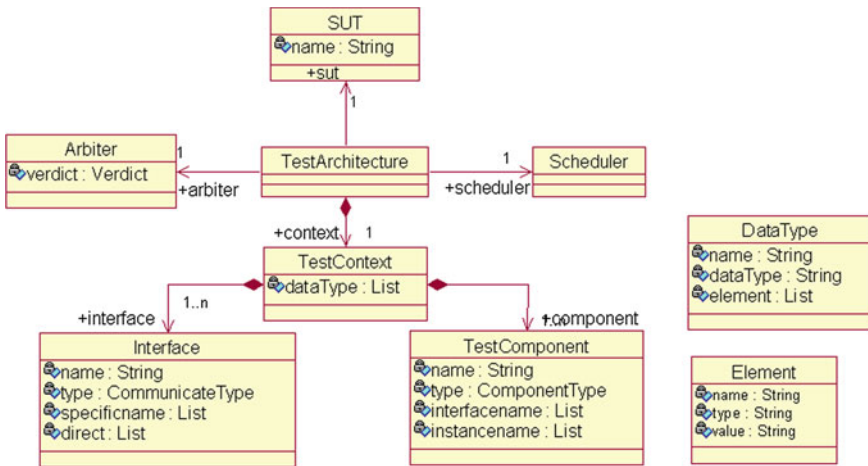 SUT
name : String
+sut
1
Arbiter
verdict : Verdict
1
+arbiter
TestArchitecture
1
+scheduler
Scheduler
+context
1
TestContext
dataType : List
DataType
name : String
dataType : String
element : List
1..n
+interface
+component
Interface
name : String
type : CommunicateType
specificname : List
direct : List
TestComponent
name : String
type : ComponentType
interfacename : List
instancename : List
Element
name : String
type : String
value : String